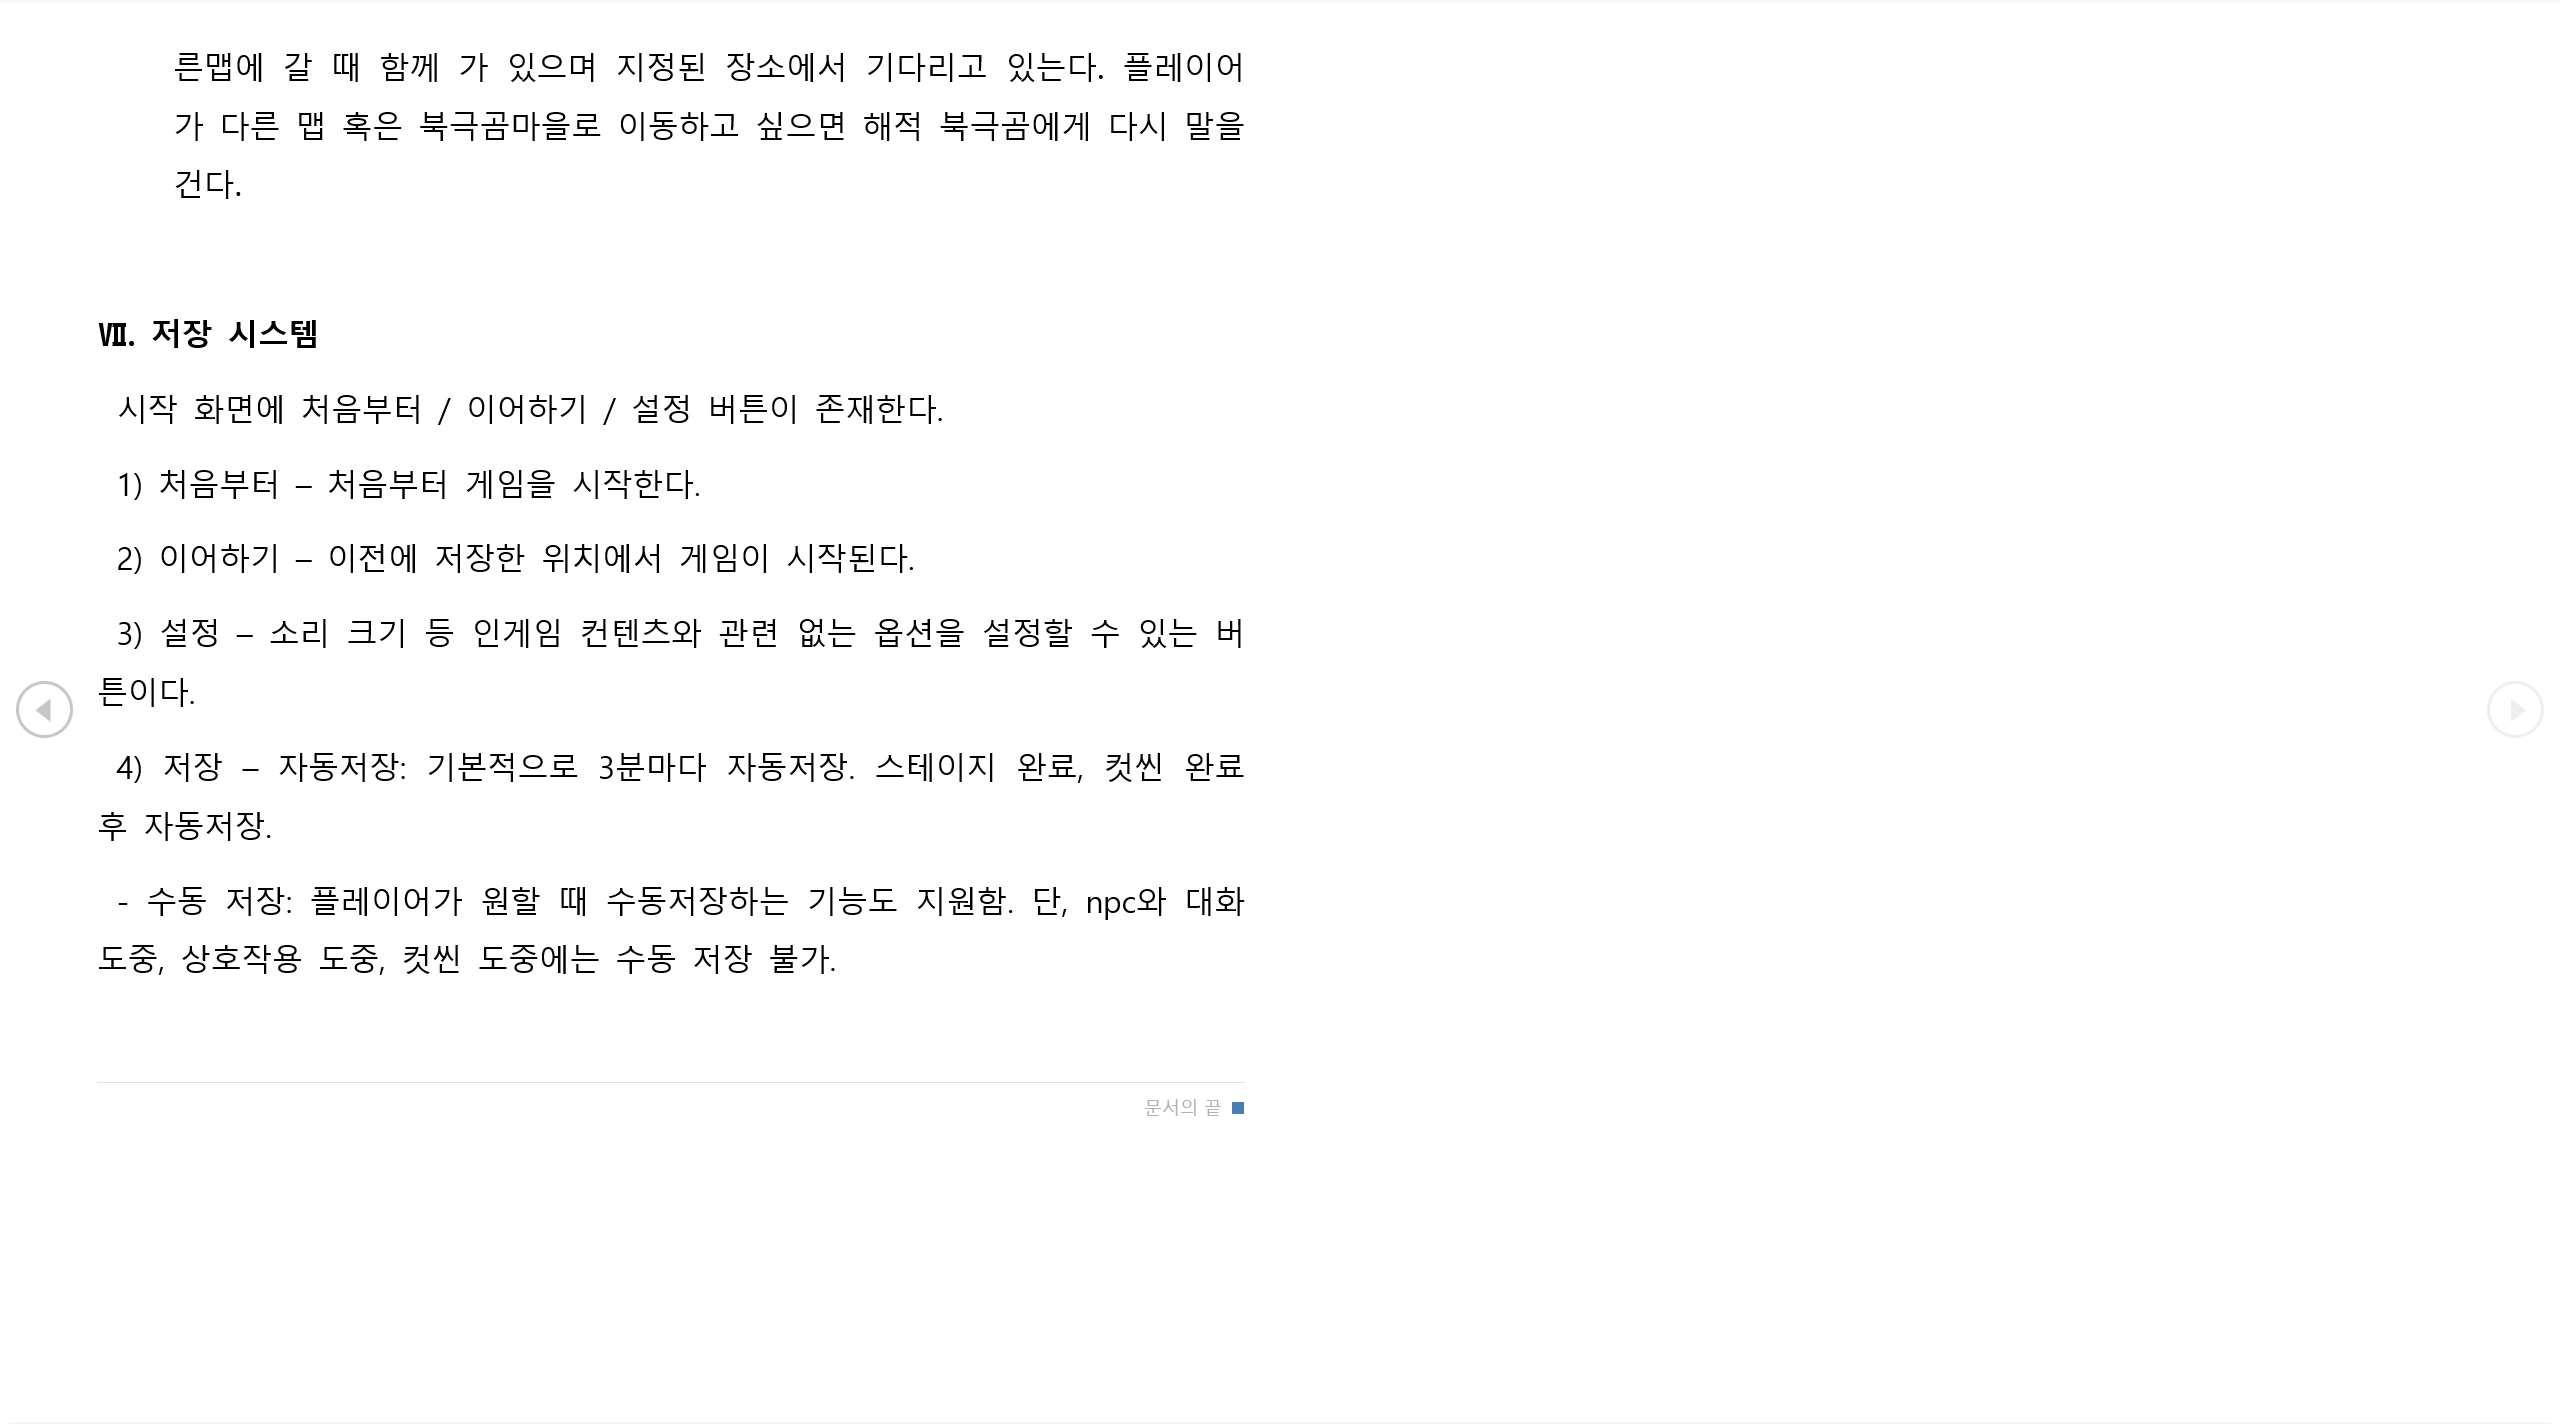 른맵에 갈 때 함께 가 있으며 지정된 장소에서 기다리고 있는다. 플레이어
가 다른 맵 혹은 북극곰마을로 이동하고 싶으면 해적 북극곰에게 다시 말을
건다.
Ⅶ. 저장 시스템
시작 화면에 처음부터 / 이어하기 / 설정 버튼이 존재한다.
1) 처음부터 – 처음부터 게임을 시작한다.
2) 이어하기 – 이전에 저장한 위치에서 게임이 시작된다.
3) 설정 – 소리 크기 등 인게임 컨텐츠와 관련 없는 옵션을 설정할 수 있는 버
튼이다.
4) 저장 – 자동저장: 기본적으로 3분마다 자동저장. 스테이지 완료, 컷씬 완료
후 자동저장.
- 수동 저장: 플레이어가 원할 때 수동저장하는 기능도 지원함. 단, npc와 대화
도중, 상호작용 도중, 컷씬 도중에는 수동 저장 불가.
문서의 끝